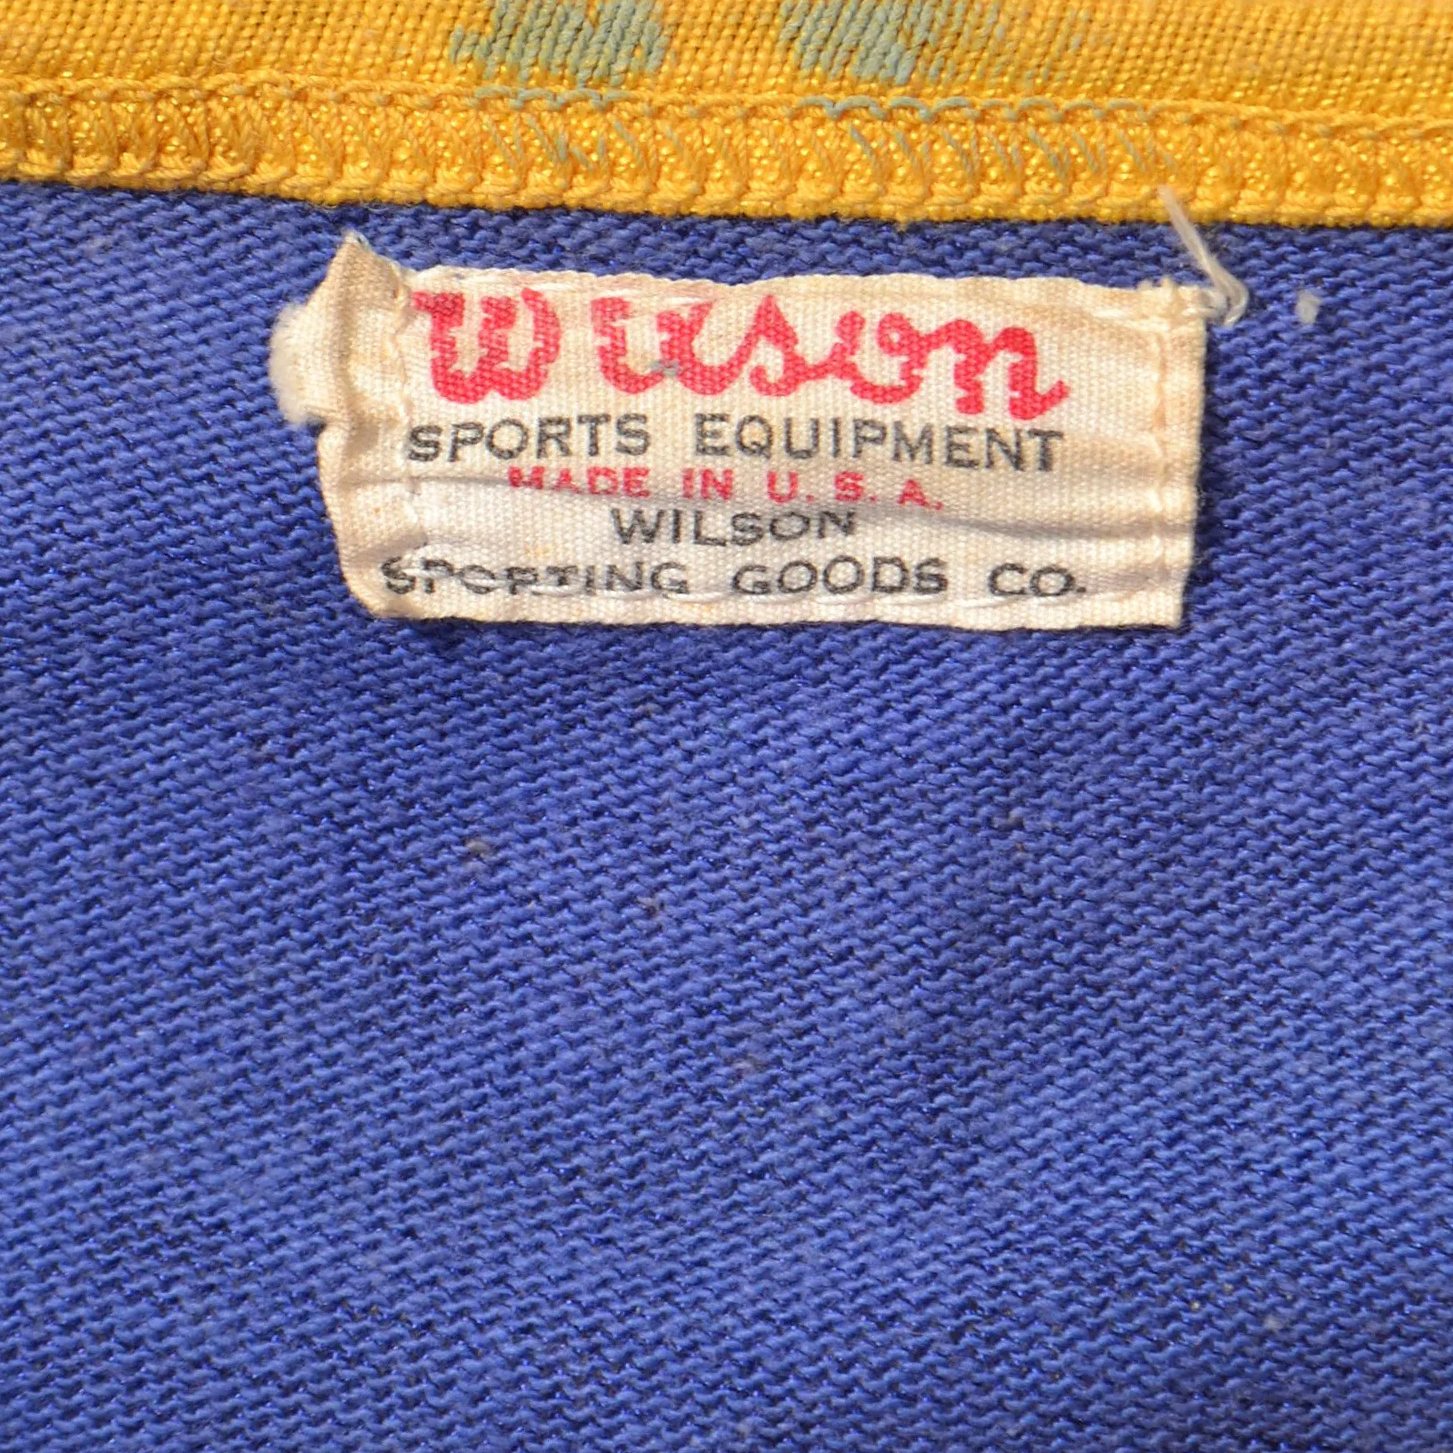 Wilson
SPORTS EQUIPMENT
MADE IN U. S. A.
WILSON
SPORTING GOODS CO.